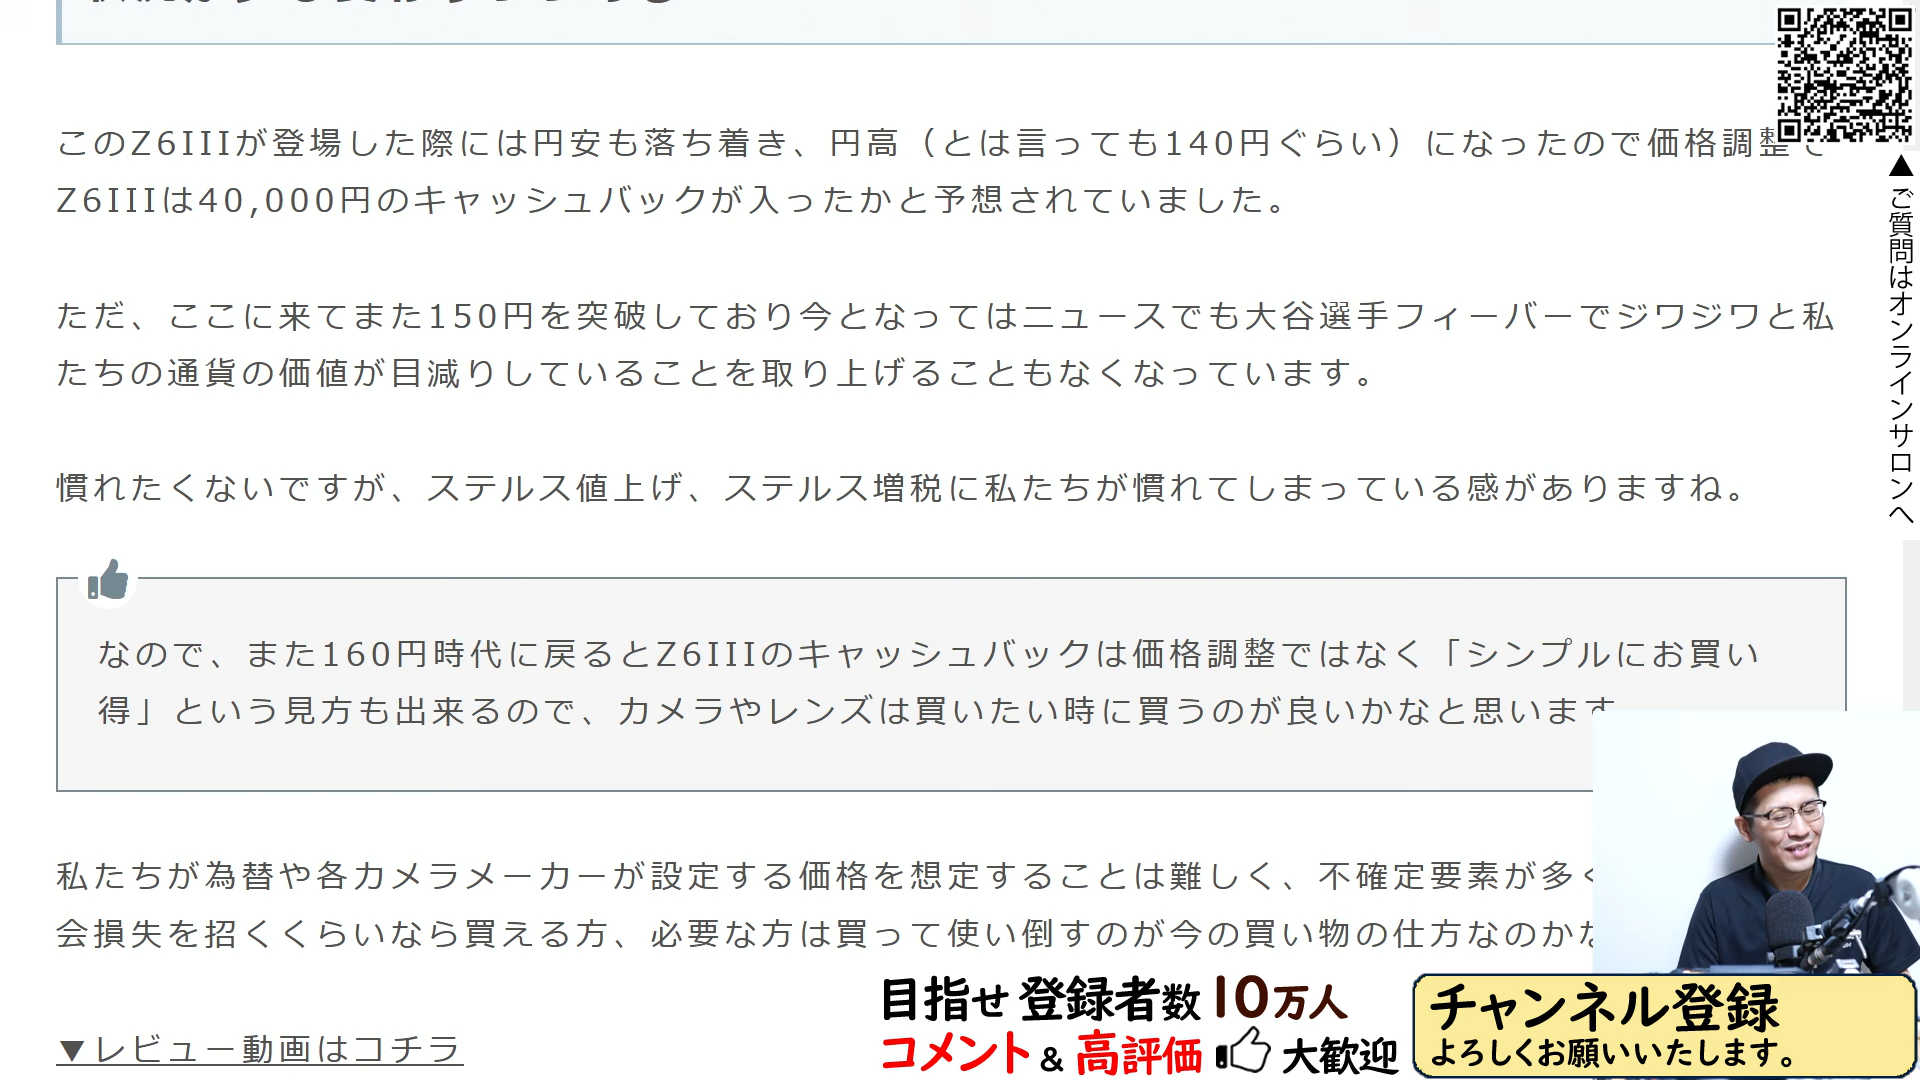 このZ6IIIが登場した際には円安も落ち着き、円高（とは言っても140円ぐらい）になったので価格調整で
Z6IIIは40,000円のキャッシュバックが入ったかと予想されていました。
ただ、ここに来てまた150円を突破しており今となってはニュースでも大谷選手フィーバーでジワジワと私
たちの通貨の価値が目減りしていることを取り上げることもなくなっています。
慣れたくないですが、ステルス値上げ、ステルス増税に私たちが慣れてしまっている感がありますね。
なので、また160円時代に戻るとZ6IIIのキャッシュバックは価格調整ではなく「シンプルにお買い
得」という見方も出来るので、カメラやレンズは買いたい時に買うのが良いかなと思います
私たちが為替や各カメラメーカーが設定する価格を想定することは難しく、不確定要素が多く
会損失を招くくらいなら買える方、必要な方は買って使い倒すのが今の買い物の仕方なのかな
▼レビュー動画はコチラ
▲ご質問はオンラインサロンへ
目指せ 登録者数 10万人
コメント & 高評価 大歓迎
チャンネル登録
よろしくお願いいたします。